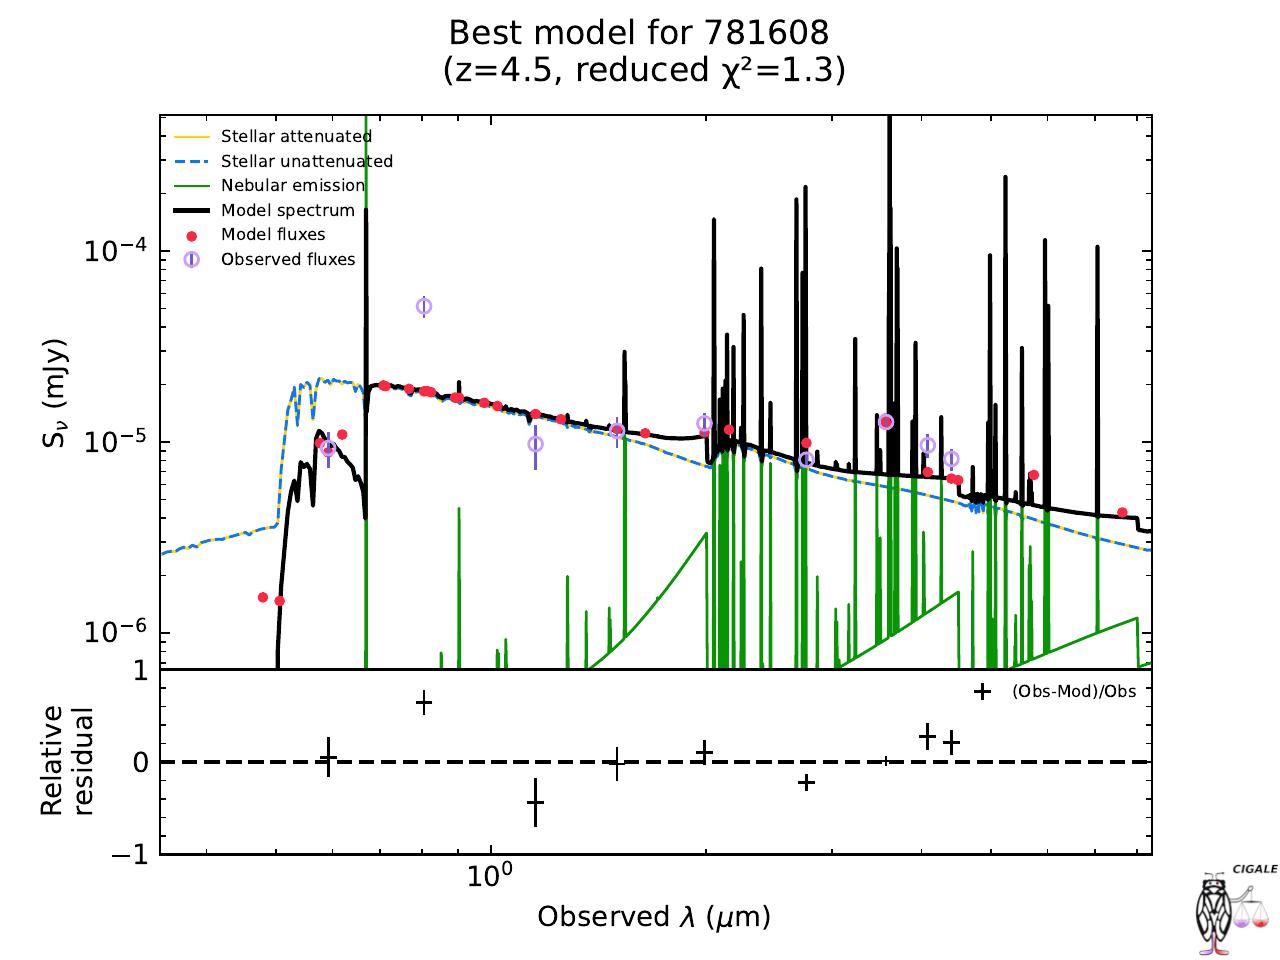 Best model for 781608
(z=4.5, reduced χ²=1.3)
Stellar attenuated
Stellar unattenuated
Nebular emission
Model spectrum
Model fluxes
Observed fluxes
10⁻⁴
10⁻⁵
10⁻⁶
S_ν (mJy)
1
0
−1
Relative
residual
(Obs-Mod)/Obs
10⁰
Observed λ (μm)
CIGALE